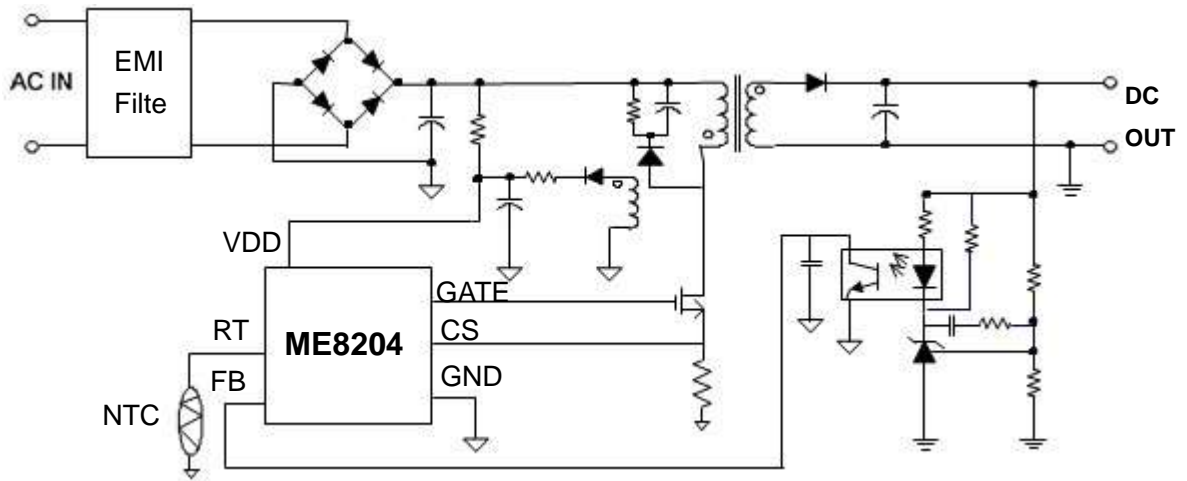 AC IN
EMI
Filte
DC
OUT
VDD
GATE
RT
CS
ME8204
FB
GND
NTC